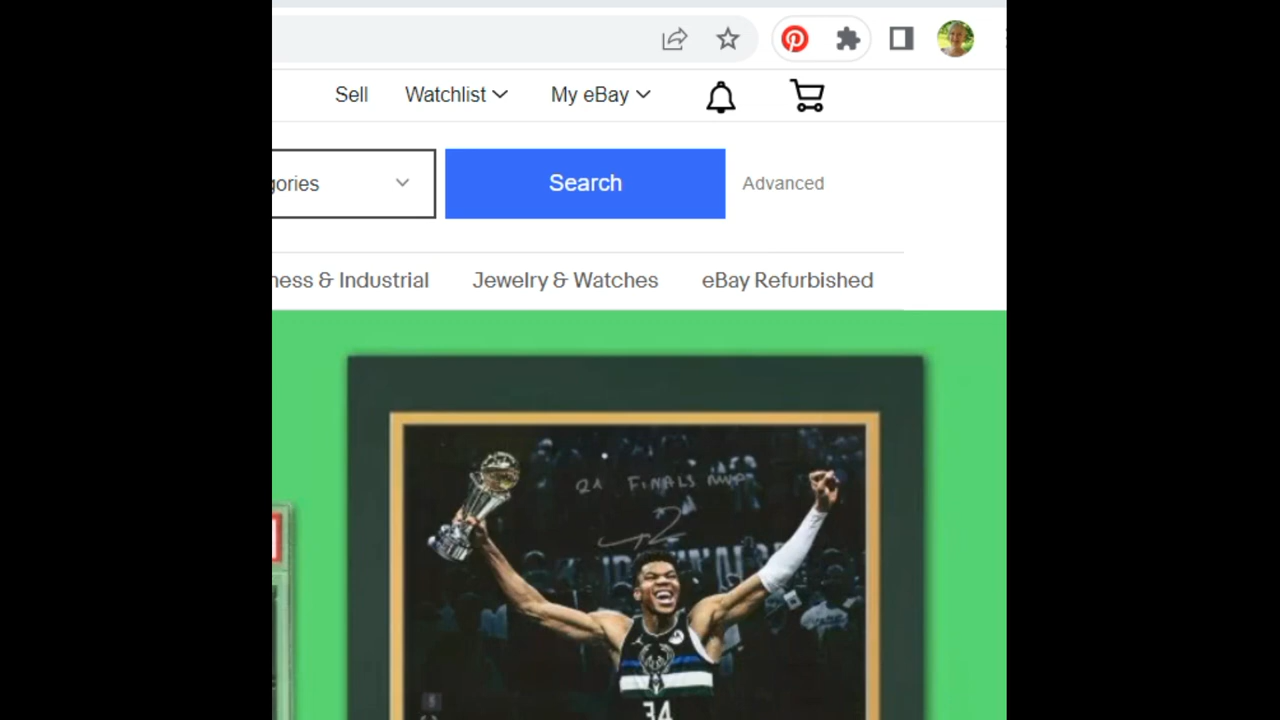 Sell Watchlist My eBay
gories Search Advanced
ness & Industrial Jewelry & Watches eBay Refurbished
21 FINALS MVP
34